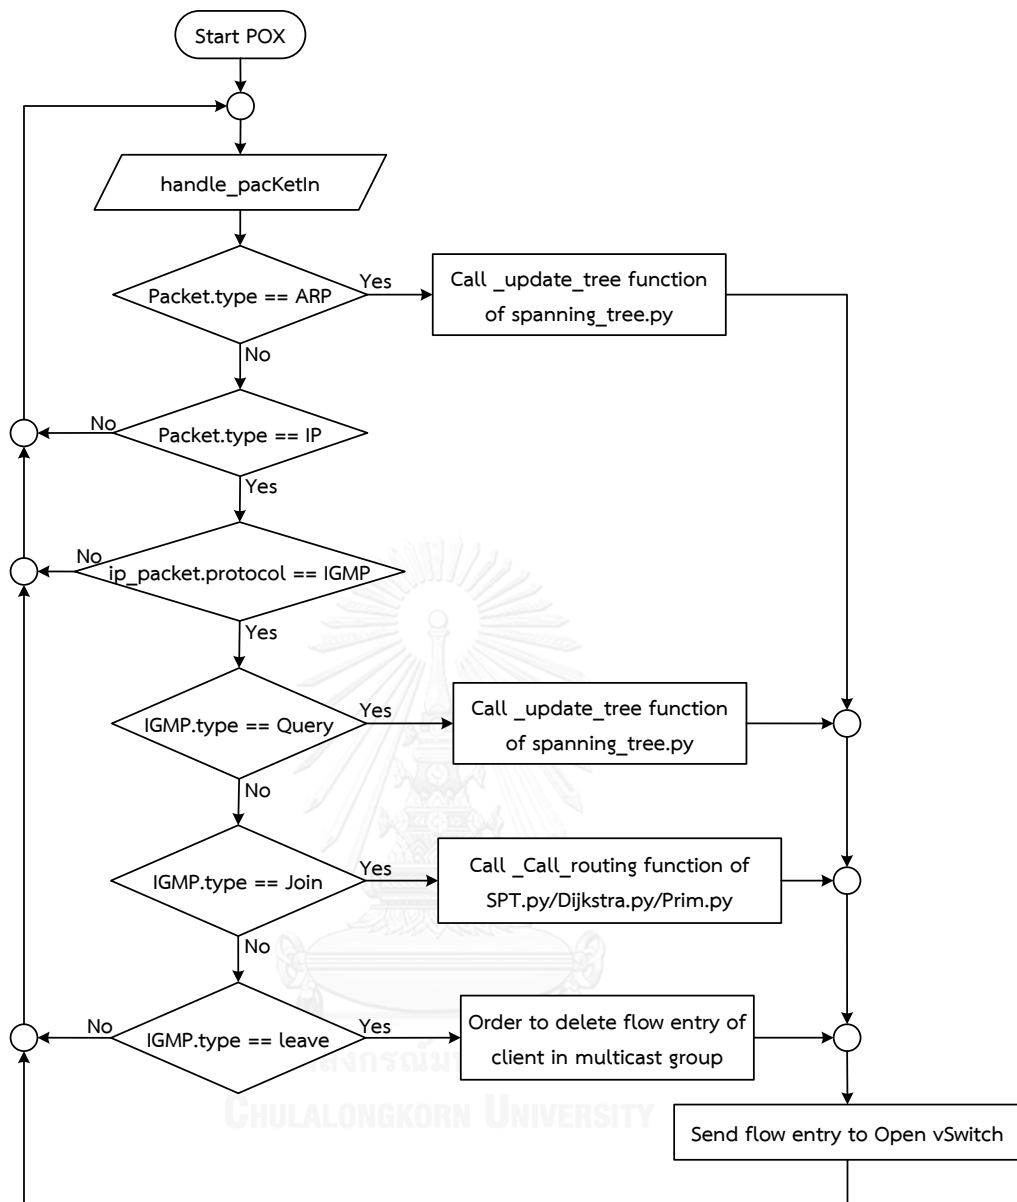 Start POX
handle_pacKetIn
Packet.type == ARP
Yes
Call _update_tree function
of spanning_tree.py
No
Packet.type == IP
No
Yes
ip_packet.protocol == IGMP
No
Yes
IGMP.type == Query
Yes
Call _update_tree function
of spanning_tree.py
No
IGMP.type == Join
Yes
Call _Call_routing function of
SPT.py/Dijkstra.py/Prim.py
No
IGMP.type == leave
No
Yes
Order to delete flow entry of
client in multicast group
CHULALONGKORN UNIVERSITY
Send flow entry to Open vSwitch